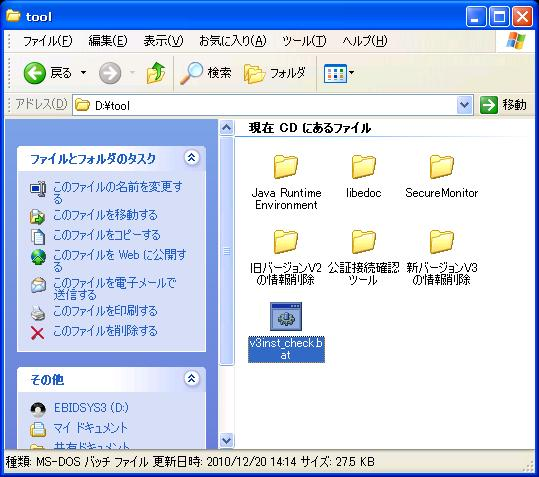 tool
ファイル(F) 編集(E) 表示(V) お気に入り(A) ツール(T) ヘルプ(H)
戻る 検索 フォルダ
アドレス(D) D:¥tool 移動
ファイルとフォルダのタスク
このファイルの名前を変更す
る
このファイルを移動する
このファイルをコピーする
このファイルを Web に公開す
る
このファイルを電子メールで
送信する
このファイルを印刷する
このファイルを削除する
その他
EBIDSYS3 (D:)
マイ ドキュメント
共有ドキュメント
現在 CD にあるファイル
Java Runtime
Environment
libedoc
SecureMonitor
旧バージョンV2
の情報削除
公証接続確認
ツール
新バージョンV3
の情報削除
v3inst_check.b
at
種類: MS-DOS バッチ ファイル 更新日時: 2010/12/20 14:14 サイズ: 27.5 KB